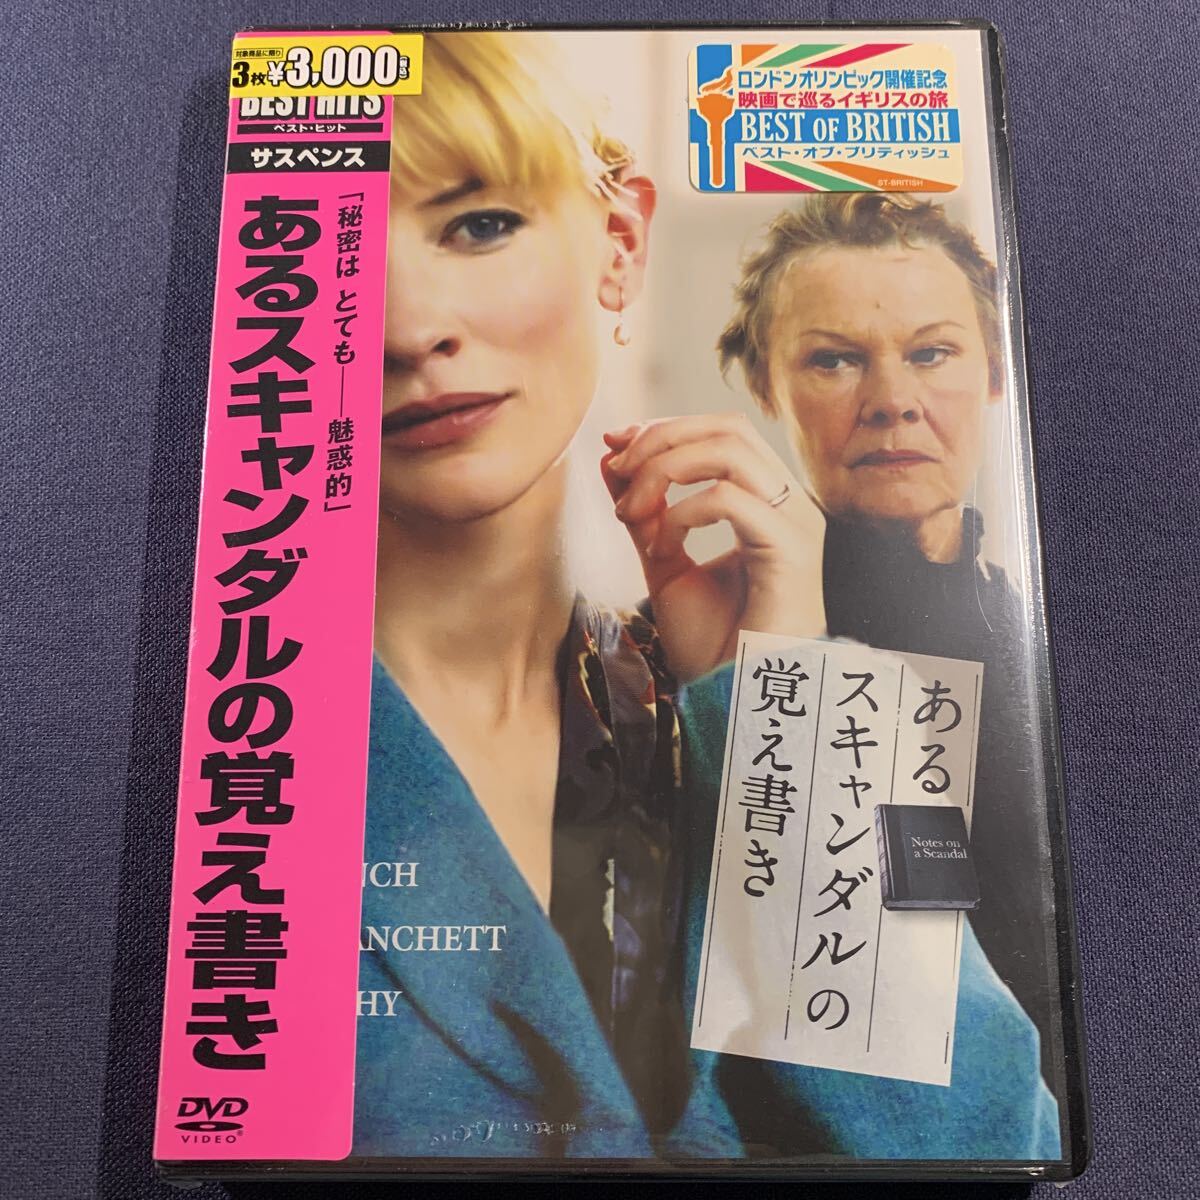 対象商品に限り
3枚¥3,000(税込)
BEST HITS
ベスト・ヒット
サスペンス
「秘密は とても――魅惑的」
あるスキャンダルの覚え書き
DVD
VIDEO
ロンドンオリンピック開催記念
映画で巡るイギリスの旅
BEST OF BRITISH
ベスト・オブ・ブリティッシュ
ST-BRITISH
ある
スキャンダルの
覚え書き
Notes on
a Scandal
NCH
ANCHETT
HY